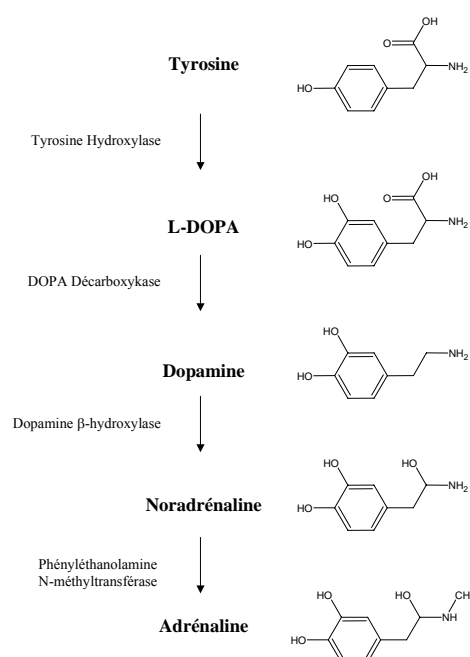 OH
O
Tyrosine
NH2
HO
Tyrosine Hydroxylase
OH
HO
O
L-DOPA
NH2
HO
DOPA Décarboxykase
HO
Dopamine
NH2
HO
Dopamine β-hydroxylase
HO
HO
Noradrénaline
NH2
HO
Phényléthanolamine
N-méthyltransférase
CH
HO
HO
Adrénaline
NH
HO